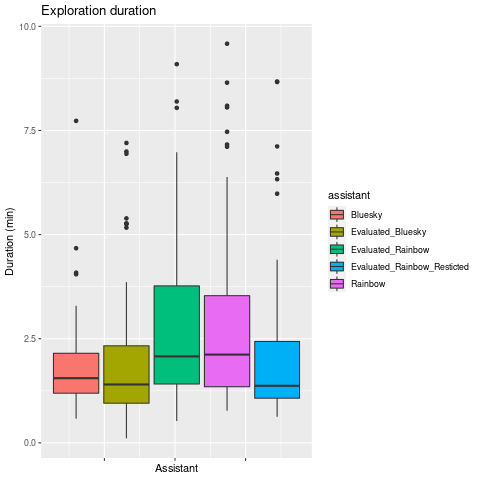 Exploration duration
10.0
7.5
5.0
2.5
0.0
Duration (min)
Assistant
assistant
Bluesky
Evaluated_Bluesky
Evaluated_Rainbow
Evaluated_Rainbow_Resticted
Rainbow